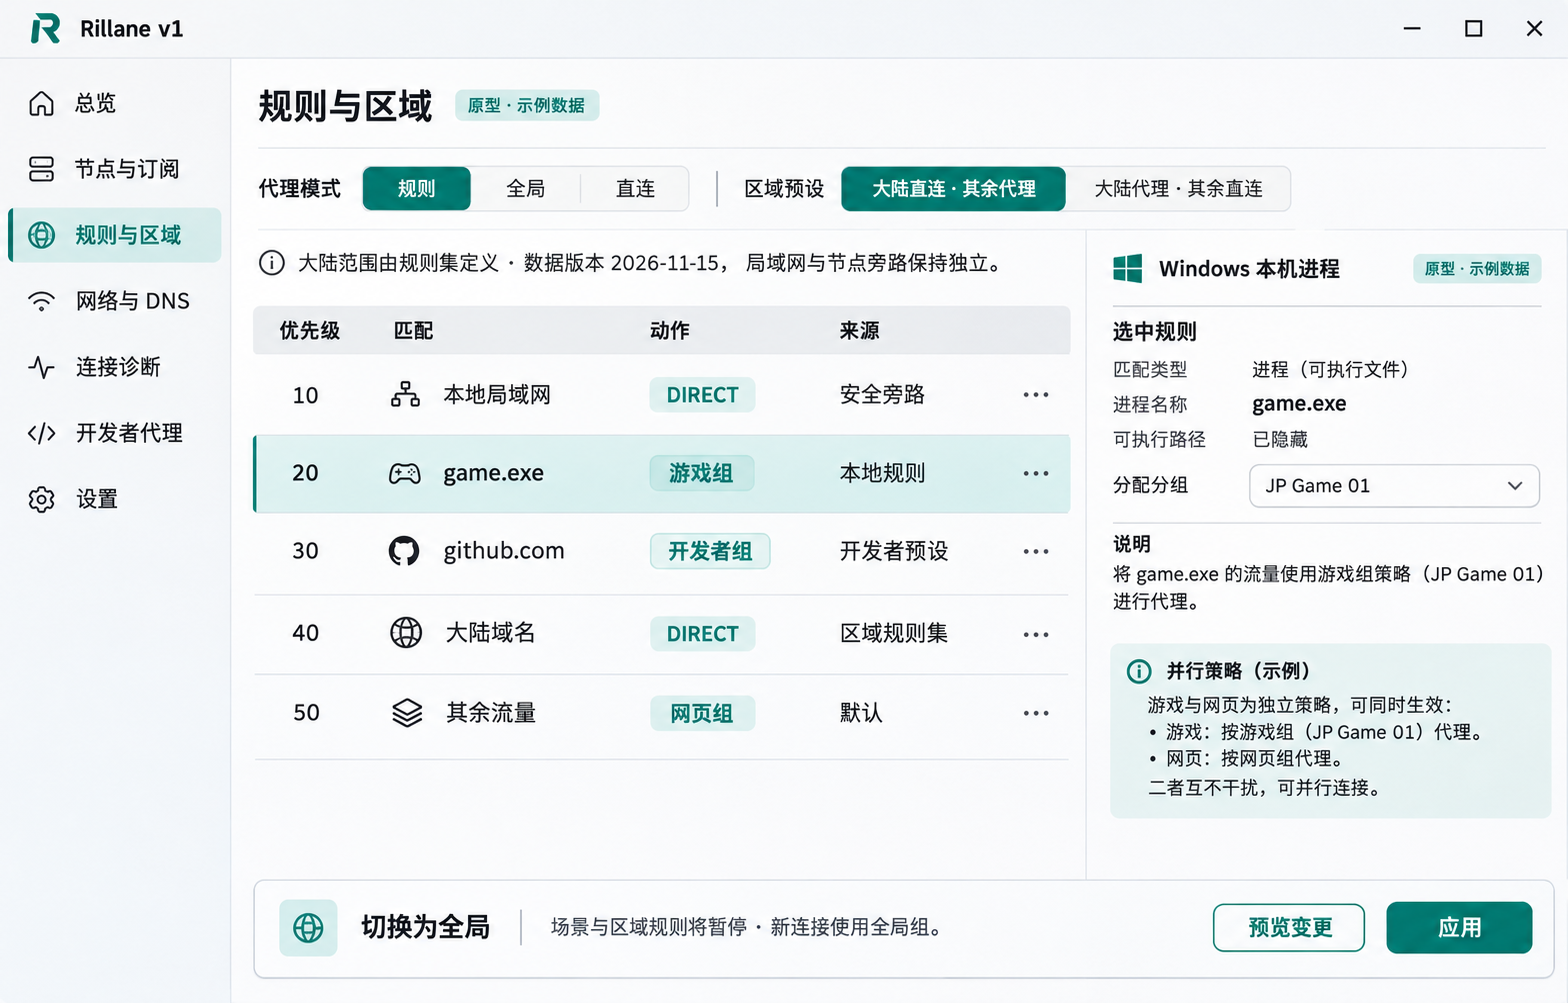 Rillane v1
总览
节点与订阅
规则与区域
网络与 DNS
连接诊断
开发者代理
设置
规则与区域
原型 · 示例数据
代理模式
规则
全局
直连
区域预设
大陆直连 · 其余代理
大陆代理 · 其余直连
大陆范围由规则集定义 · 数据版本 2026-11-15， 局域网与节点旁路保持独立。
优先级 匹配 动作 来源
10 本地局域网 DIRECT 安全旁路
20 game.exe 游戏组 本地规则
30 github.com 开发者组 开发者预设
40 大陆域名 DIRECT 区域规则集
50 其余流量 网页组 默认
Windows 本机进程
原型 · 示例数据
选中规则
匹配类型 进程（可执行文件）
进程名称 game.exe
可执行路径 已隐藏
分配分组 JP Game 01
说明
将 game.exe 的流量使用游戏组策略（JP Game 01）
进行代理。
并行策略（示例）
游戏与网页为独立策略，可同时生效：
• 游戏：按游戏组（JP Game 01）代理。
• 网页：按网页组代理。
二者互不干扰，可并行连接。
切换为全局
场景与区域规则将暂停 · 新连接使用全局组。
预览变更
应用